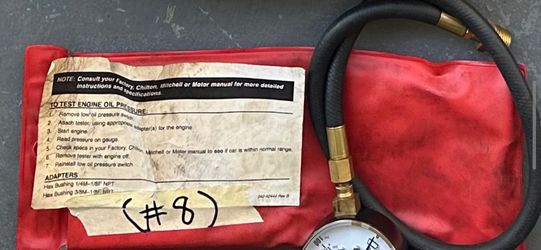 NOTE: Consult your Factory, Chilton, Mitchell or Motor manual for more detailed
instructions and specifications.
TO TEST ENGINE OIL PRESSURE
1. Remove low oil pressure switch.
2. Attach tester, using appropriate adapter(s) for the engine.
3. Start engine.
4. Read pressure on gauge.
5. Check specs in your Factory, Chilton, Mitchell or Motor manual to see if car is within normal range.
6. Remove tester with engine off.
7. Reinstall low oil pressure switch.
ADAPTERS
Hex Bushing 1/4M-1/8F NPT
Hex Bushing 3/8M-1/8F NPT
(#8)